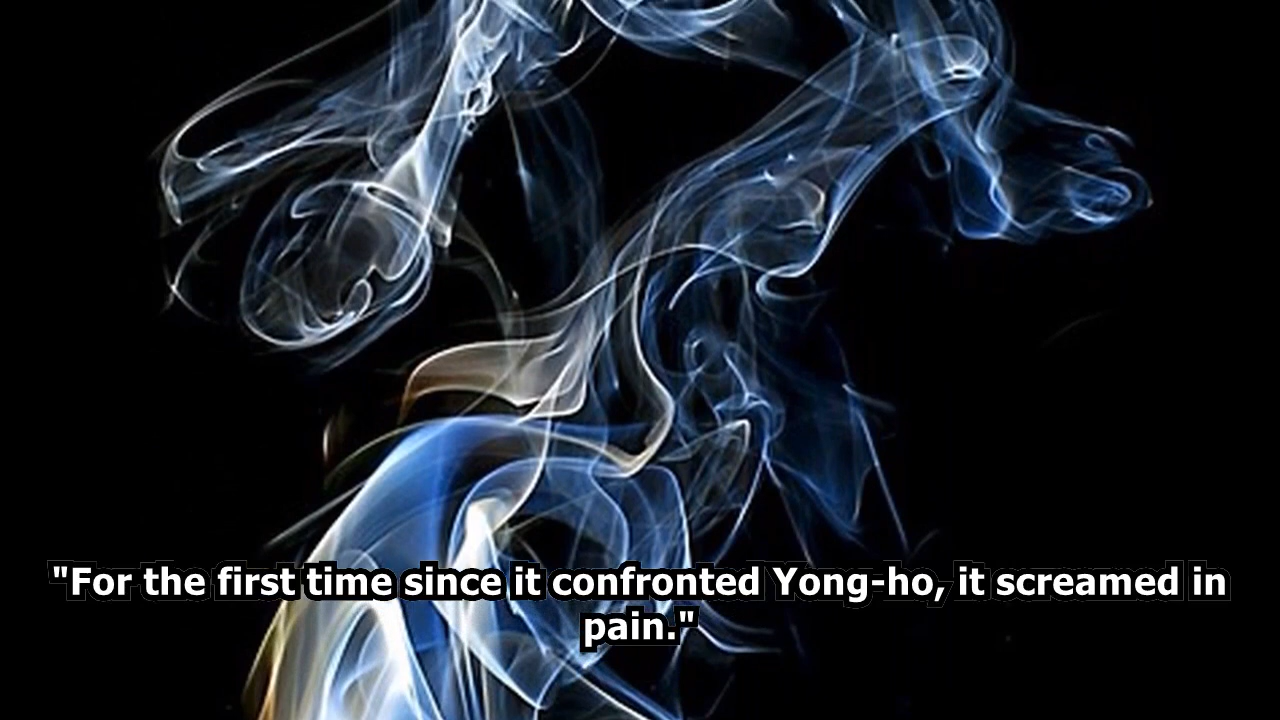 "For the first time since it confronted Yong-ho, it screamed in
pain."